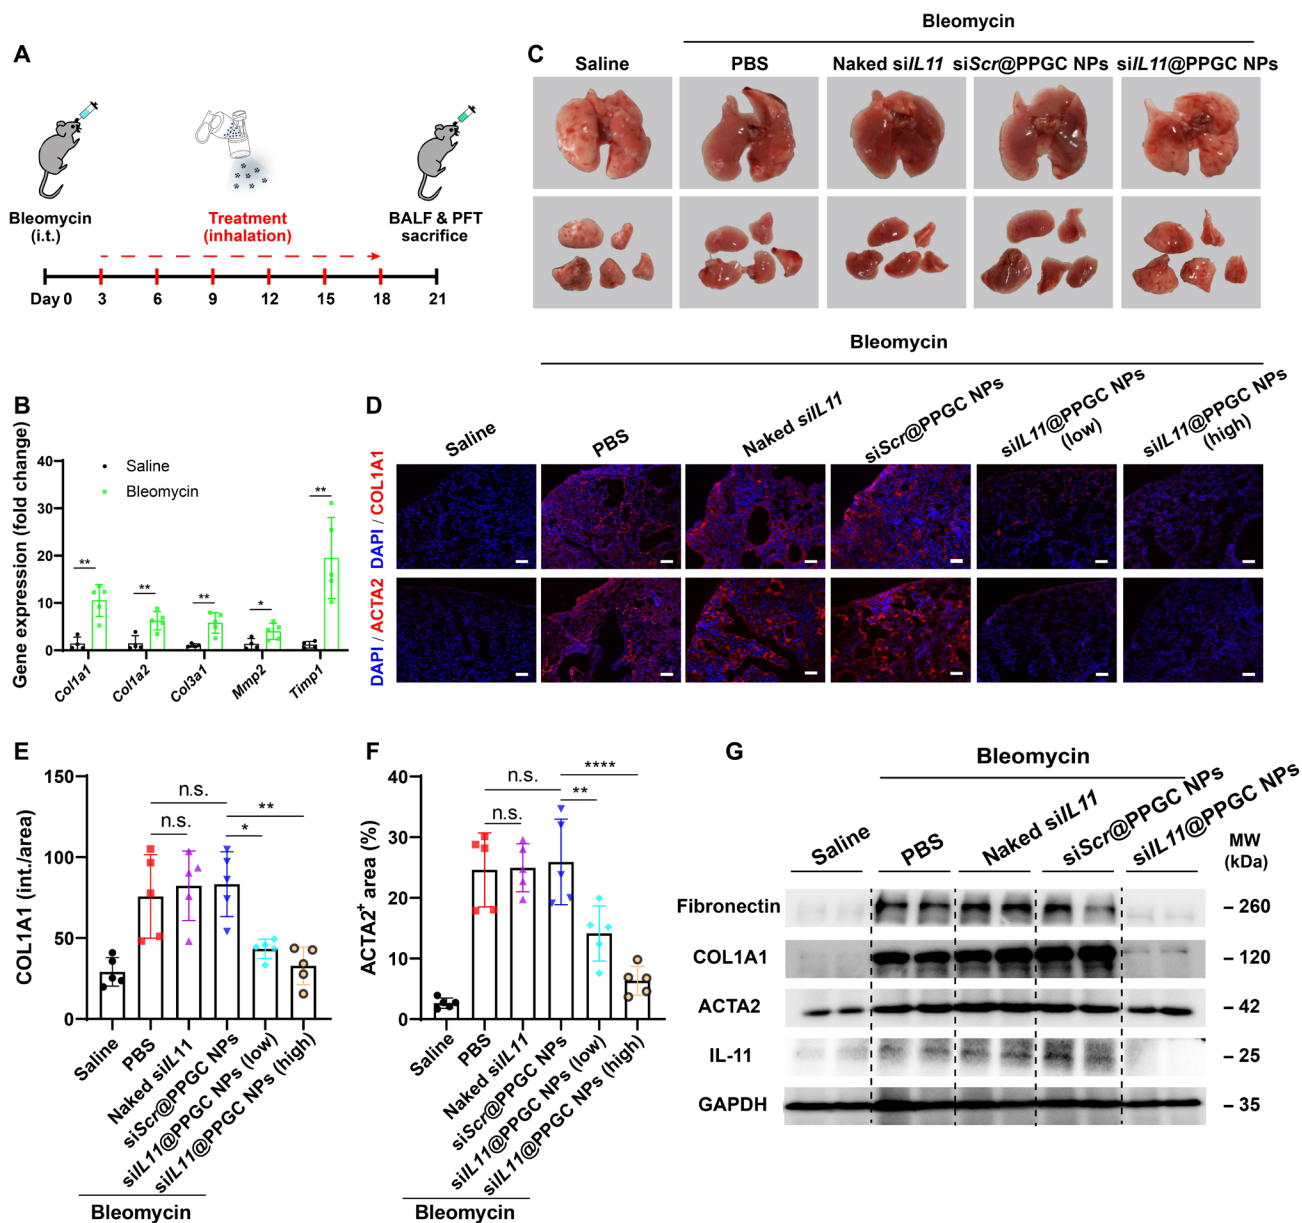 A
Bleomycin
(i.t.)
Treatment
(inhalation)
BALF & PFT
sacrifice
Day 0 3 6 9 12 15 18 21
B
Gene expression (fold change)
40
30
20
10
0
Saline
Bleomycin
**
**
**
*
**
Col1a1 Col1a2 Col3a1 Mmp2 Timp1
C
Bleomycin
Saline PBS Naked siIL11 siScr@PPGC NPs siIL11@PPGC NPs
D
Bleomycin
Saline PBS Naked siIL11 siScr@PPGC NPs siIL11@PPGC NPs (low) siIL11@PPGC NPs (high)
DAPI / COL1A1
DAPI / ACTA2
E
COL1A1 (int./area)
150
100
50
0
n.s.
n.s.
**
*
Saline PBS Naked siIL11 siScr@PPGC NPs siIL11@PPGC NPs (low) siIL11@PPGC NPs (high)
Bleomycin
F
ACTA2+ area (%)
40
30
20
10
0
n.s.
n.s.
****
**
Saline PBS Naked siIL11 siScr@PPGC NPs siIL11@PPGC NPs (low) siIL11@PPGC NPs (high)
Bleomycin
G
Bleomycin
Saline PBS Naked siIL11 siScr@PPGC NPs siIL11@PPGC NPs
MW
(kDa)
Fibronectin – 260
COL1A1 – 120
ACTA2 – 42
IL-11 – 25
GAPDH – 35